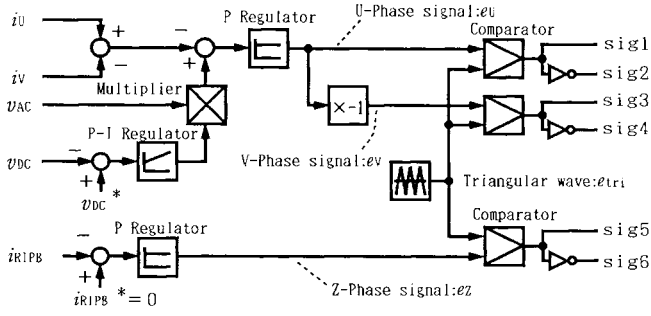 iU + P Regulator U-Phase signal:eU Comparator
− − sig1
iV − + sig2
Multiplier
vAC ×-1 sig3
P-I Regulator sig4
V-Phase signal:eV
vDC −
+ * Triangular wave:etri
vDC
P Regulator Comparator
iRIPB − sig5
+ sig6
iRIPB *=0 Z-Phase signal:eZ